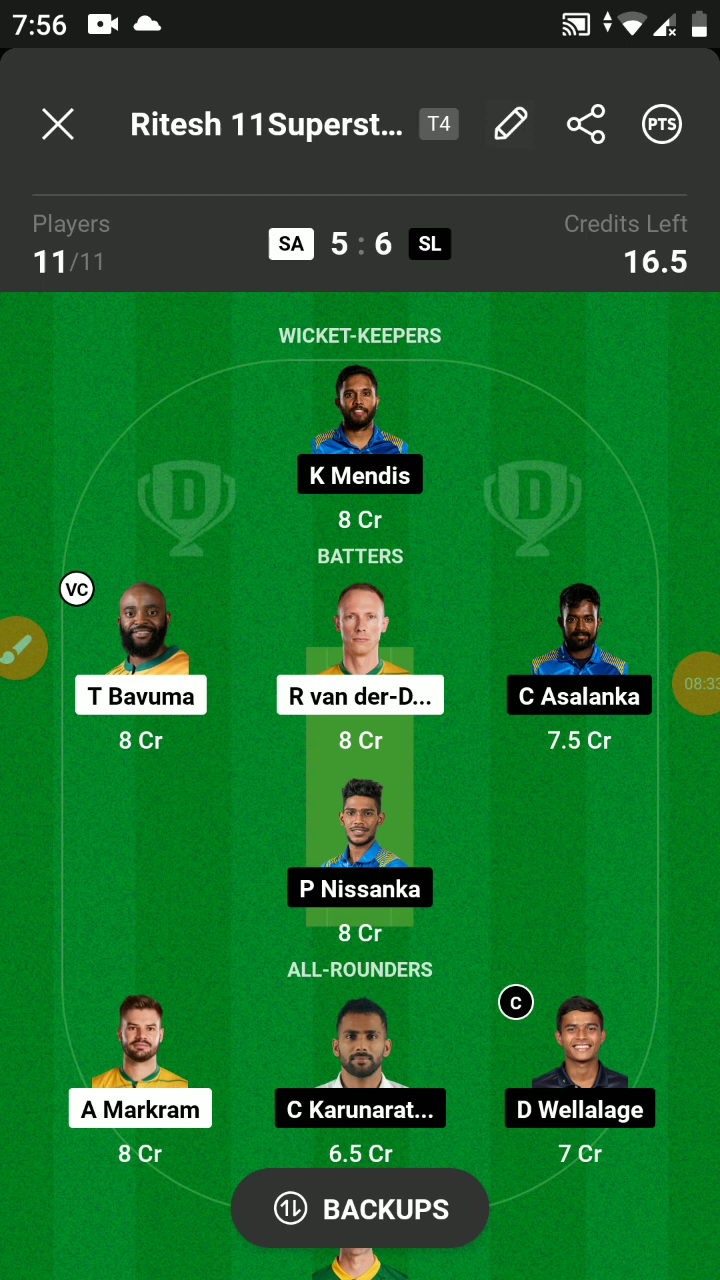 7:56
Ritesh 11Superst... T4 PTS
Players
11/11
SA 5 : 6 SL
Credits Left
16.5
WICKET-KEEPERS
D D
K Mendis
8 Cr
BATTERS
VC
T Bavuma R van der-D... C Asalanka
8 Cr 8 Cr 7.5 Cr
08:33
P Nissanka
8 Cr
ALL-ROUNDERS
C
A Markram C Karunarat... D Wellalage
8 Cr 6.5 Cr 7 Cr
BACKUPS